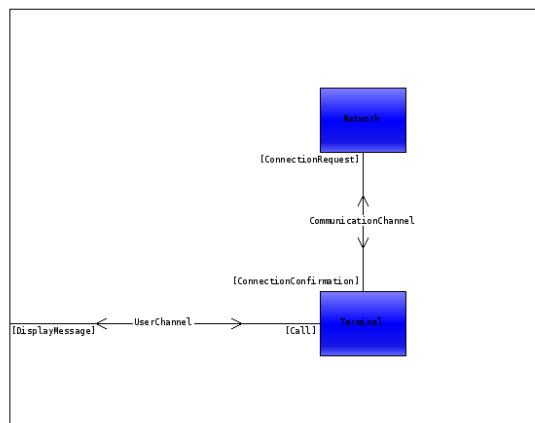 Network
[ConnectionRequest]
CommunicationChannel
[ConnectionConfirmation]
UserChannel
Terminal
[DisplayMessage]
[Call]